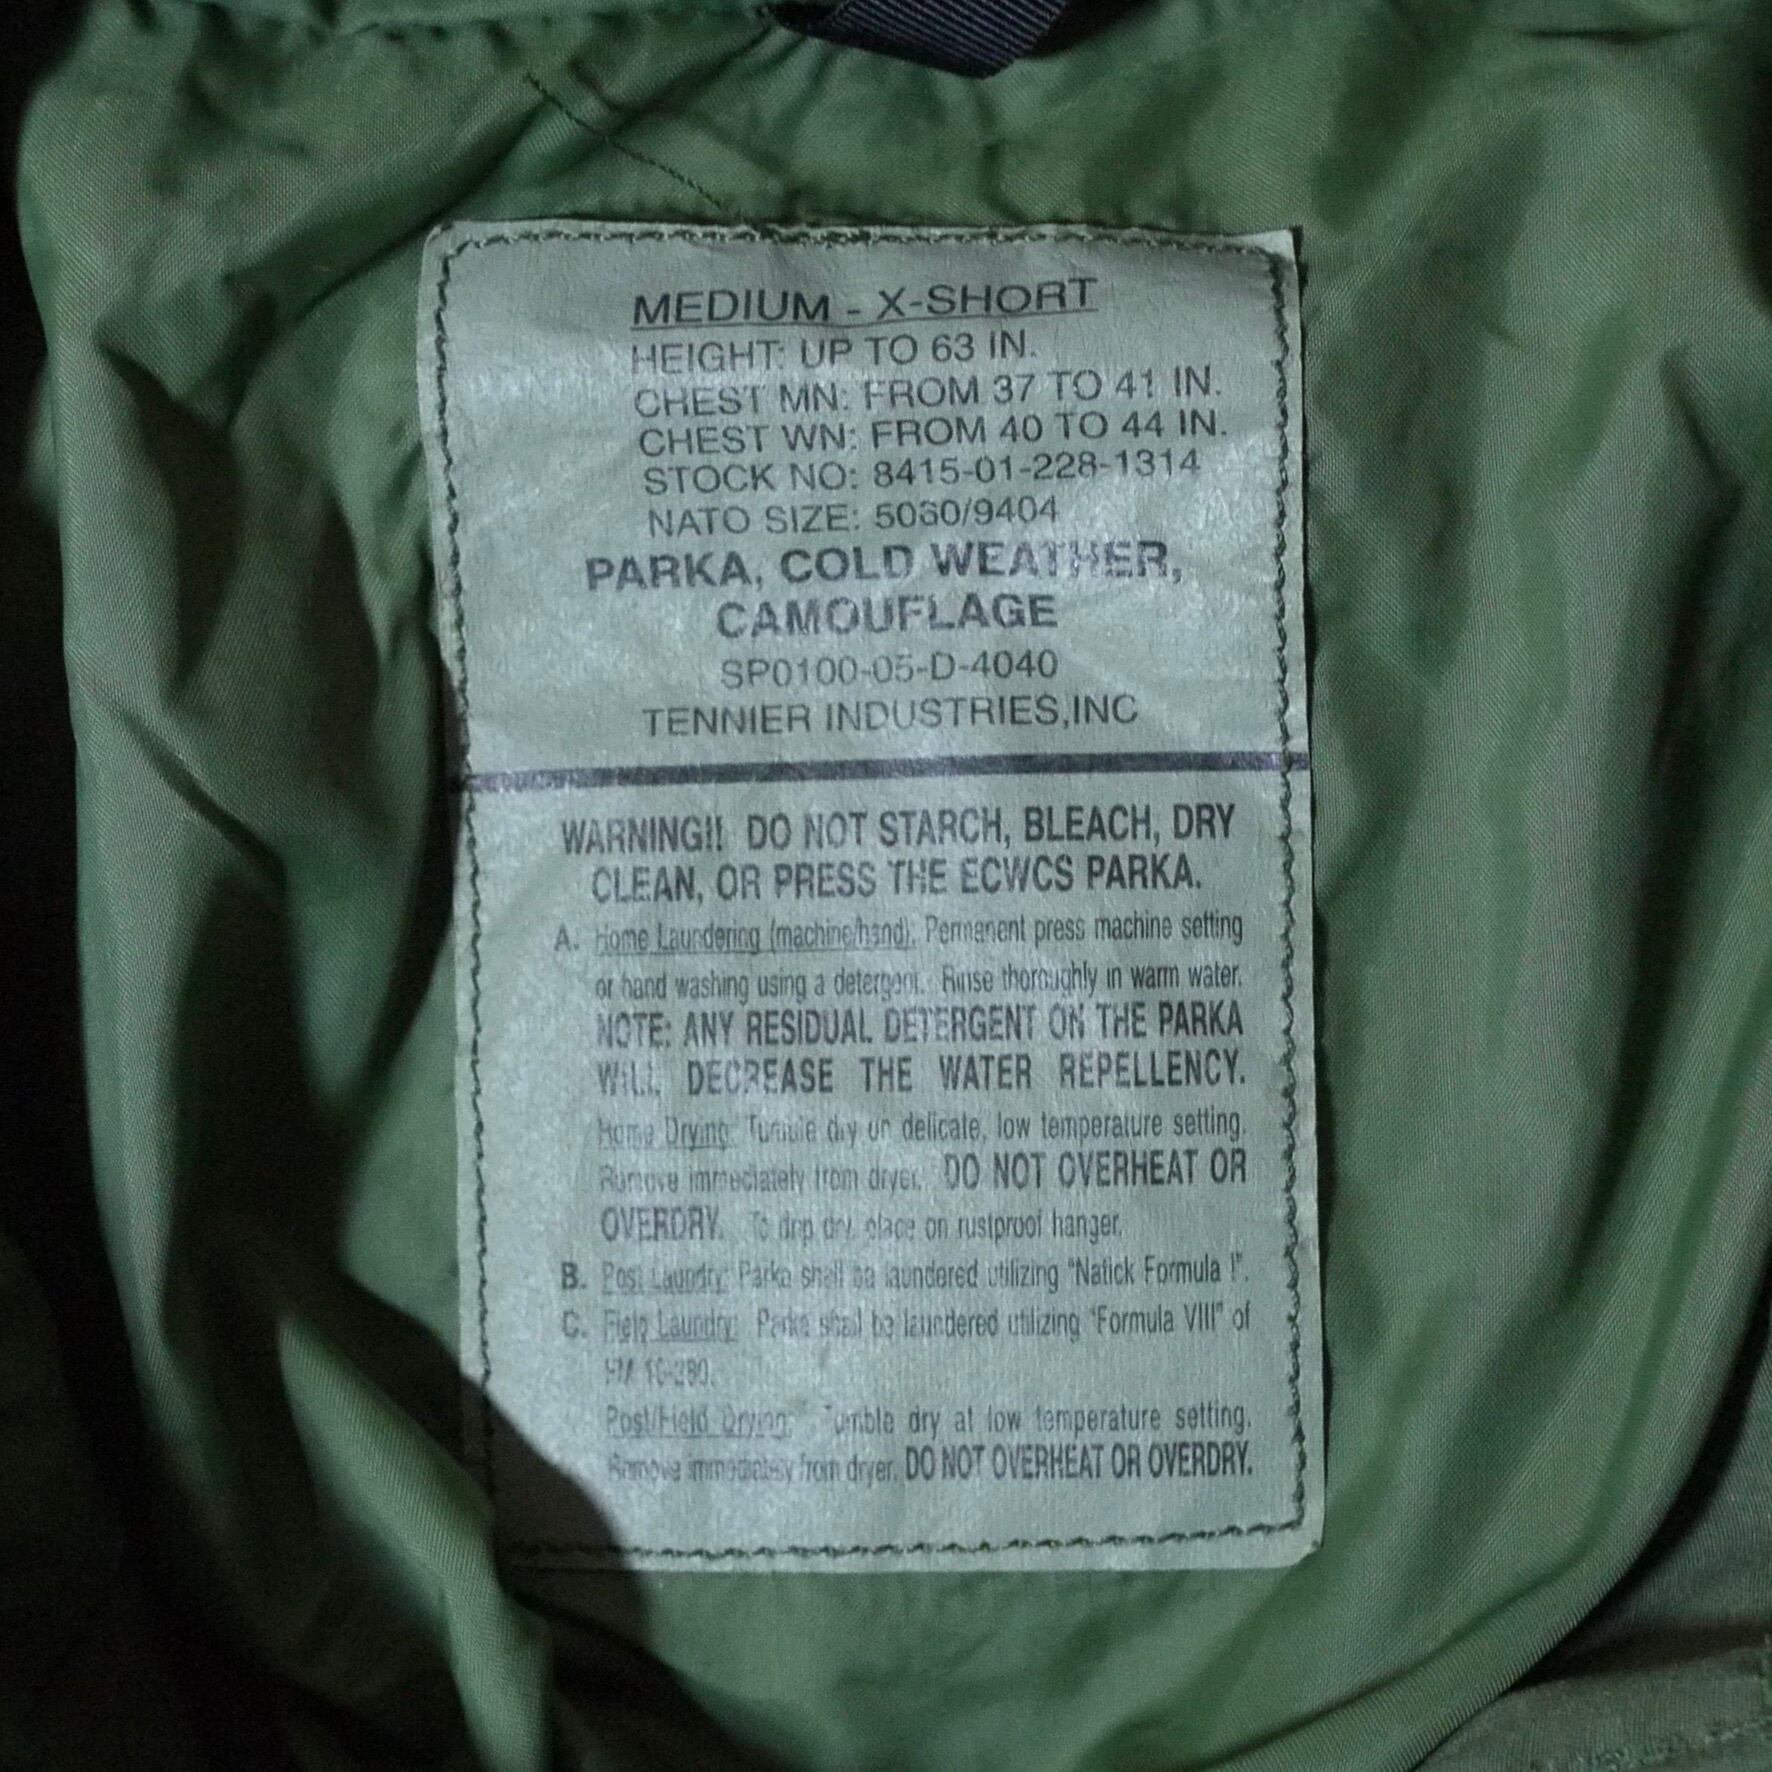 MEDIUM - X-SHORT
HEIGHT: UP TO 63 IN.
CHEST MN: FROM 37 TO 41 IN.
CHEST WN: FROM 40 TO 44 IN.
STOCK NO: 8415-01-228-1314
NATO SIZE: 5060/9404
PARKA, COLD WEATHER,
CAMOUFLAGE
SP0100-05-D-4040
TENNIER INDUSTRIES,INC
WARNING!! DO NOT STARCH, BLEACH, DRY
CLEAN, OR PRESS THE ECWCS PARKA.
A. Home Laundering (machine/hand): Permanent press machine setting
or hand washing using a detergent. Rinse thoroughly in warm water.
NOTE: ANY RESIDUAL DETERGENT ON THE PARKA
WILL DECREASE THE WATER REPELLENCY.
Home Drying: Tumble dry on delicate, low temperature setting.
Remove immediately from dryer. DO NOT OVERHEAT OR
OVERDRY. To drip dry, place on rustproof hanger.
B. Post Laundry: Parka shall be laundered utilizing "Natick Formula I".
C. Field Laundry: Parka shall be laundered utilizing "Formula VIII" of
FM 10-280.
Post/Field Drying: Tumble dry at low temperature setting.
Remove immediately from dryer. DO NOT OVERHEAT OR OVERDRY.